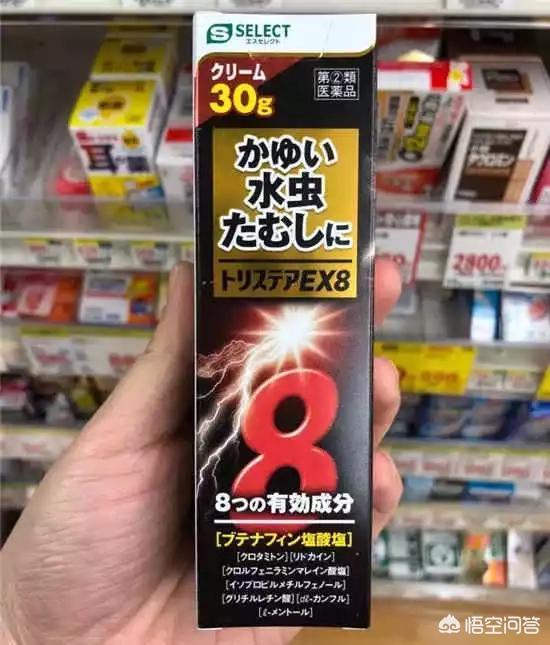 SELECT
エスセレクト
クリーム
30g
指定②類
医薬品
かゆい
水虫
たむしに
トリステアEX8
8
8つの有効成分
[ブテナフィン塩酸塩]
[クロタミトン][リドカイン]
[クロルフェニラミンマレイン酸塩]
[イソプロピルメチルフェノール]
[グリチルレチン酸][dl-カンフル]
[ℓ-メントール]
2800
悟空问答